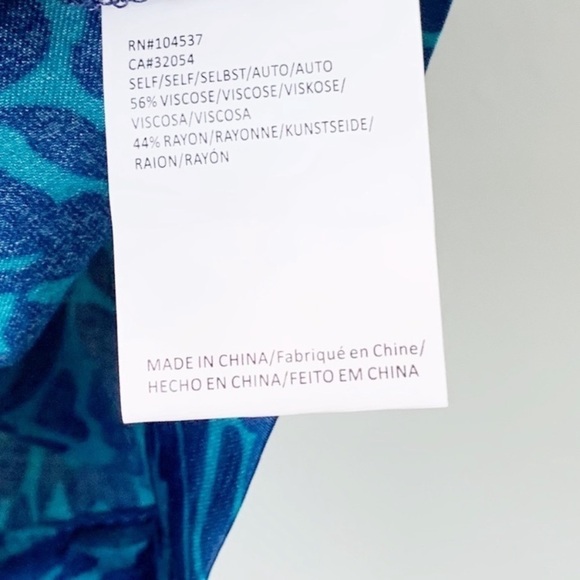 RN#104537
CA#32054
SELF/SELF/SELBST/AUTO/AUTO
56% VISCOSE/VISCOSE/VISKOSE/
VISCOSA/VISCOSA
44% RAYON/RAYONNE/KUNSTSEIDE/
RAION/RAYÓN
MADE IN CHINA/Fabriqué en Chine/
HECHO EN CHINA/FEITO EM CHINA